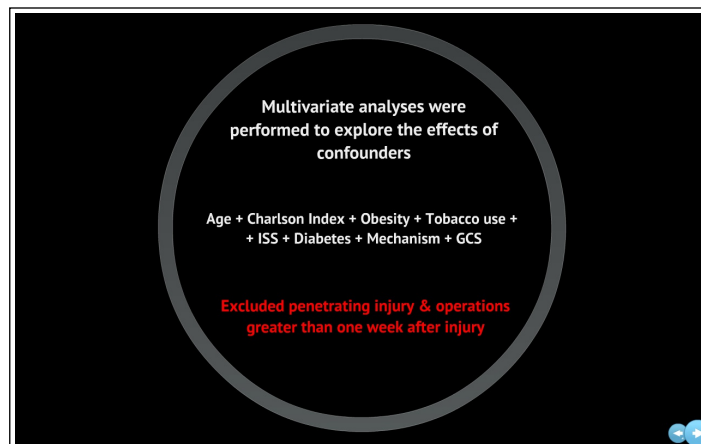 Multivariate analyses were
performed to explore the effects of
confounders
Age + Charlson Index + Obesity + Tobacco use +
+ ISS + Diabetes + Mechanism + GCS
Excluded penetrating injury & operations
greater than one week after injury